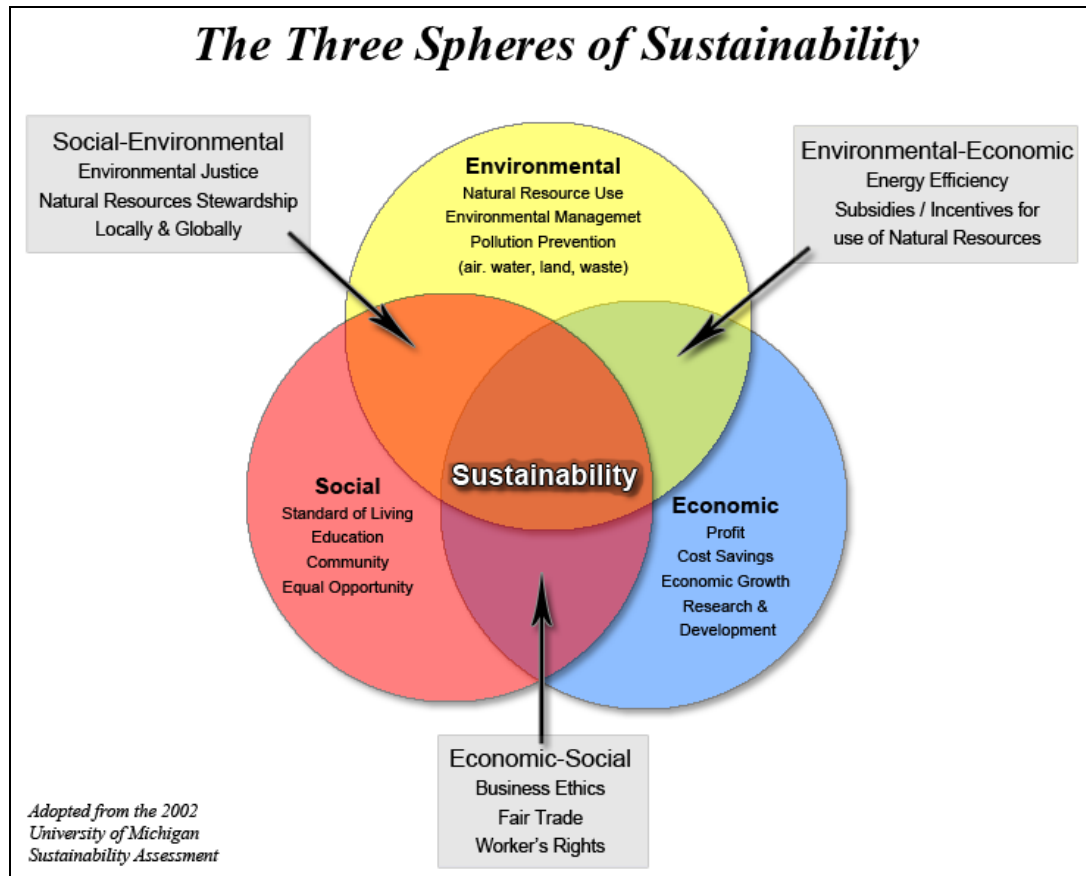 The Three Spheres of Sustainability
Social-Environmental
Environmental Justice
Natural Resources Stewardship
Locally & Globally
Environmental
Natural Resource Use
Environmental Managemet
Pollution Prevention
(air. water, land, waste)
Environmental-Economic
Energy Efficiency
Subsidies / Incentives for
use of Natural Resources
Sustainability
Social
Standard of Living
Education
Community
Equal Opportunity
Economic
Profit
Cost Savings
Economic Growth
Research &
Development
Economic-Social
Business Ethics
Fair Trade
Worker's Rights
Adopted from the 2002
University of Michigan
Sustainability Assessment